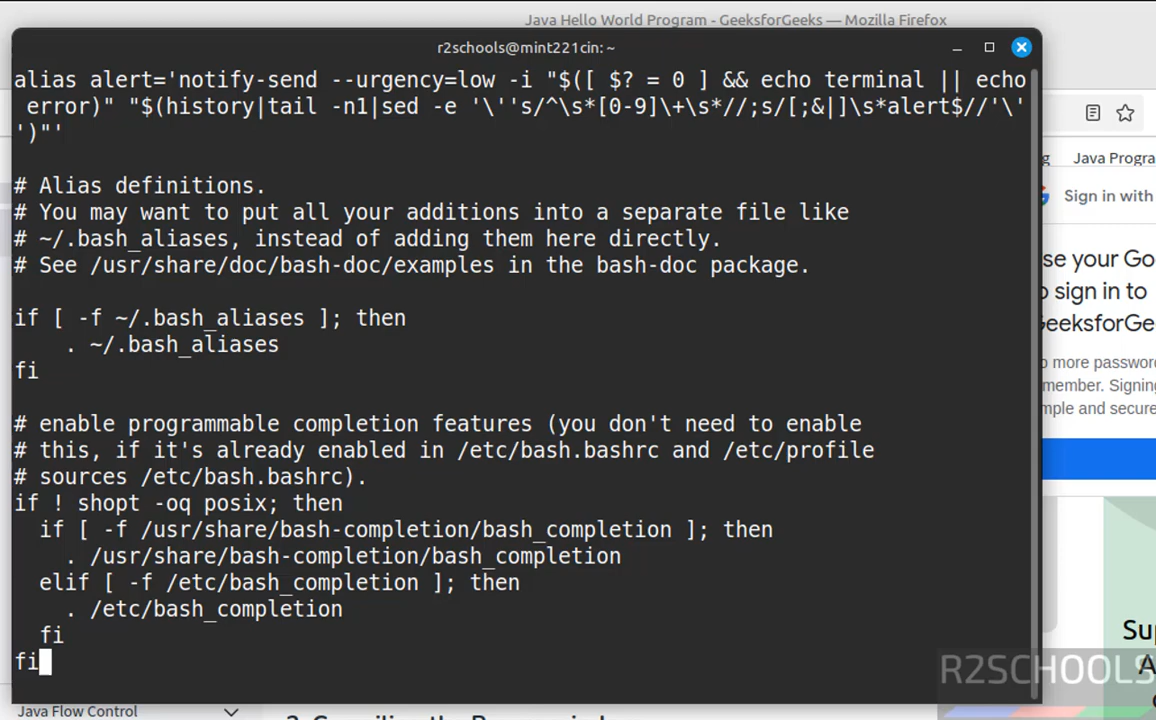 Java Hello World Program - GeeksforGeeks — Mozilla Firefox
r2schools@mint221cin: ~
alias alert='notify-send --urgency=low -i "$([ $? = 0 ] && echo terminal || echo
error)" "$(history|tail -n1|sed -e '\''s/^\s*[0-9]\+\s*//;s/[;&|]\s*alert$//'\'
')"'
# Alias definitions.
# You may want to put all your additions into a separate file like
# ~/.bash_aliases, instead of adding them here directly.
# See /usr/share/doc/bash-doc/examples in the bash-doc package.
if [ -f ~/.bash_aliases ]; then
. ~/.bash_aliases
fi
# enable programmable completion features (you don't need to enable
# this, if it's already enabled in /etc/bash.bashrc and /etc/profile
# sources /etc/bash.bashrc).
if ! shopt -oq posix; then
if [ -f /usr/share/bash-completion/bash_completion ]; then
. /usr/share/bash-completion/bash_completion
elif [ -f /etc/bash_completion ]; then
. /etc/bash_completion
fi
fi
g Java Progra
Sign in with
se your Go
o sign in to
GeeksforGe
o more password
member. Signing
mple and secure
Sup
A
R2SCHOOLS
Java Flow Control